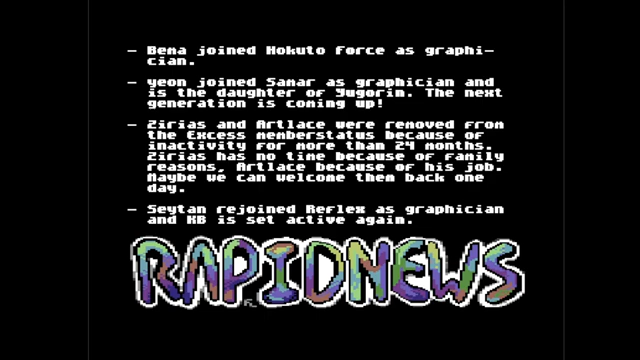 - Bema joined Hokuto force as graphi-
cian.
- yeon joined Samar as graphician and
is the daughter of Yugorin. The next
generation is coming up!
- Zirias and Artlace were removed from
the Excess memberstatus because of
inactivity for more than 24 months.
Zirias has no time because of family
reasons, Artlace because of his job.
Maybe we can welcome them back one
day.
- Seytan rejoined Reflex as graphician
and KB is set active again.
RAPIDNEWS